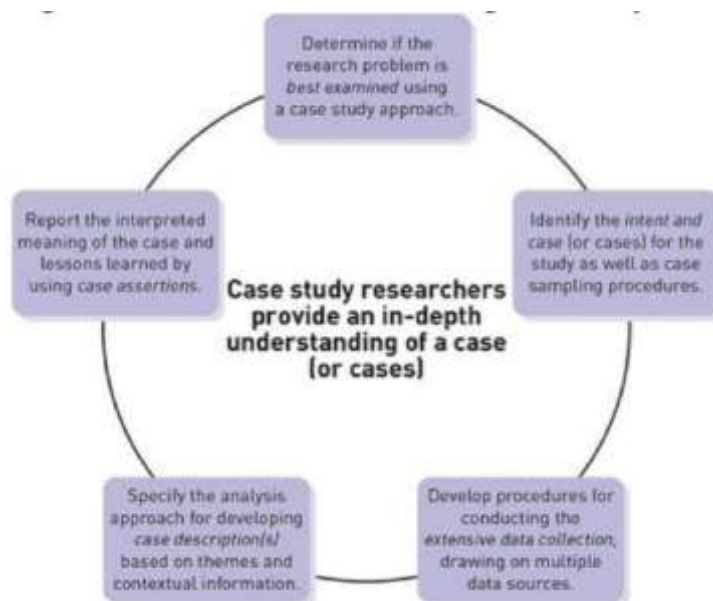 Determine if the
research problem is
best examined using
a case study approach.
Identify the intent and
case (or cases) for the
study as well as case
sampling procedures.
Develop procedures for
conducting the
extensive data collection,
drawing on multiple
data sources.
Specify the analysis
approach for developing
case description(s)
based on themes and
contextual information.
Report the interpreted
meaning of the case and
lessons learned by
using case assertions.
Case study researchers
provide an in-depth
understanding of a case
(or cases)